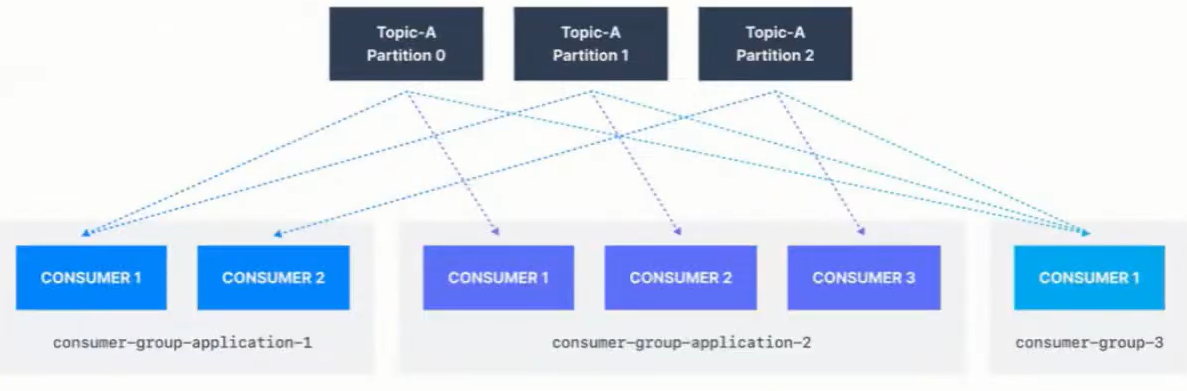 Topic-A
Partition 0
Topic-A
Partition 1
Topic-A
Partition 2
CONSUMER 1
CONSUMER 2
CONSUMER 1
CONSUMER 2
CONSUMER 3
CONSUMER 1
consumer-group-application-1
consumer-group-application-2
consumer-group-3